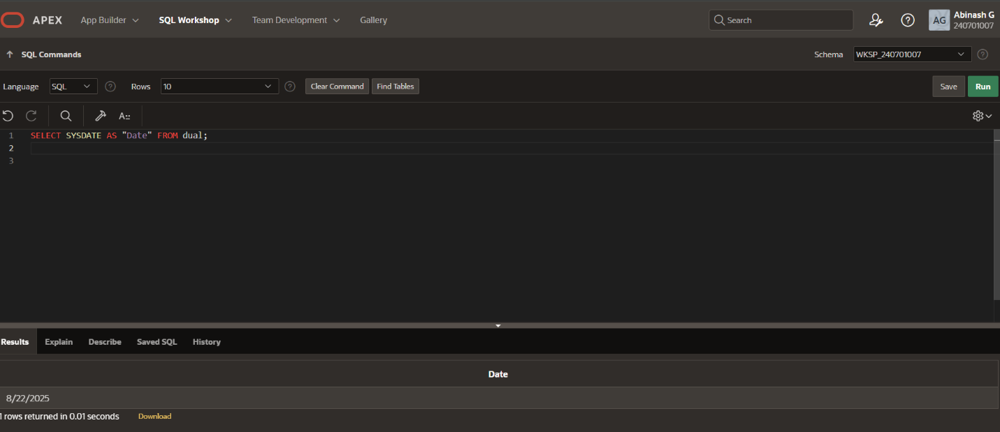 APEX App Builder SQL Workshop Team Development Gallery Search AG Abinash G
240701007
SQL Commands Schema WKSP_240701007
Language SQL Rows 10 Clear Command Find Tables Save Run
A::
1 SELECT SYSDATE AS "Date" FROM dual;
2
3
Results Explain Describe Saved SQL History
Date
8/22/2025
1 rows returned in 0.01 seconds Download